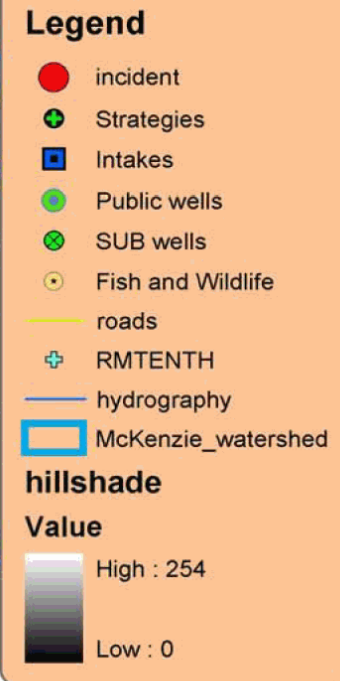 Legend
incident
Strategies
Intakes
Public wells
SUB wells
Fish and Wildlife
roads
RMTENTH
hydrography
McKenzie_watershed
hillshade
Value
High : 254
Low : 0